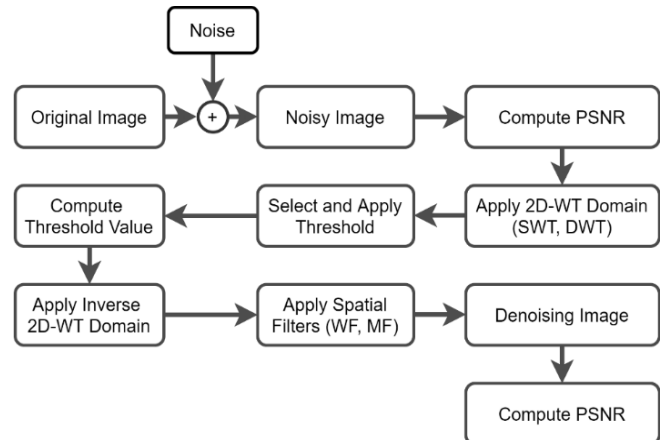 Noise
Original Image
+
Noisy Image
Compute PSNR
Apply 2D-WT Domain
(SWT, DWT)
Select and Apply
Threshold
Compute
Threshold Value
Apply Inverse
2D-WT Domain
Apply Spatial
Filters (WF, MF)
Denoising Image
Compute PSNR